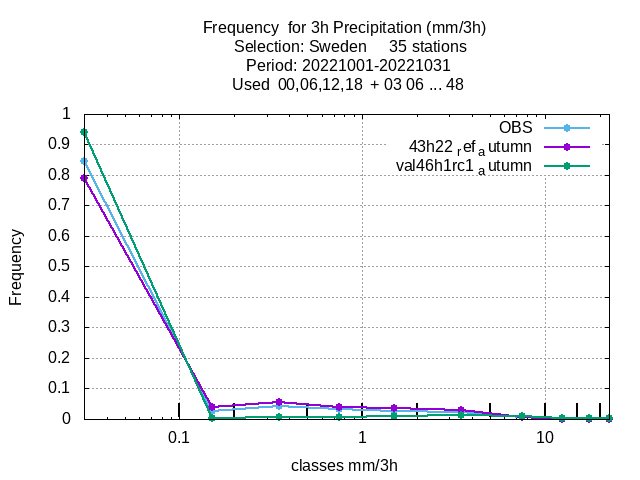 Frequency  for 3h Precipitation (mm/3h)
Selection: Sweden     35 stations
Period: 20221001-20221031
Used  00,06,12,18  + 03 06 ... 48
OBS
43h22 ref a utumn
val46h1rc1 a utumn
1
0.9
0.8
0.7
0.6
0.5
0.4
0.3
0.2
0.1
0
Frequency
0.1
1
10
classes mm/3h